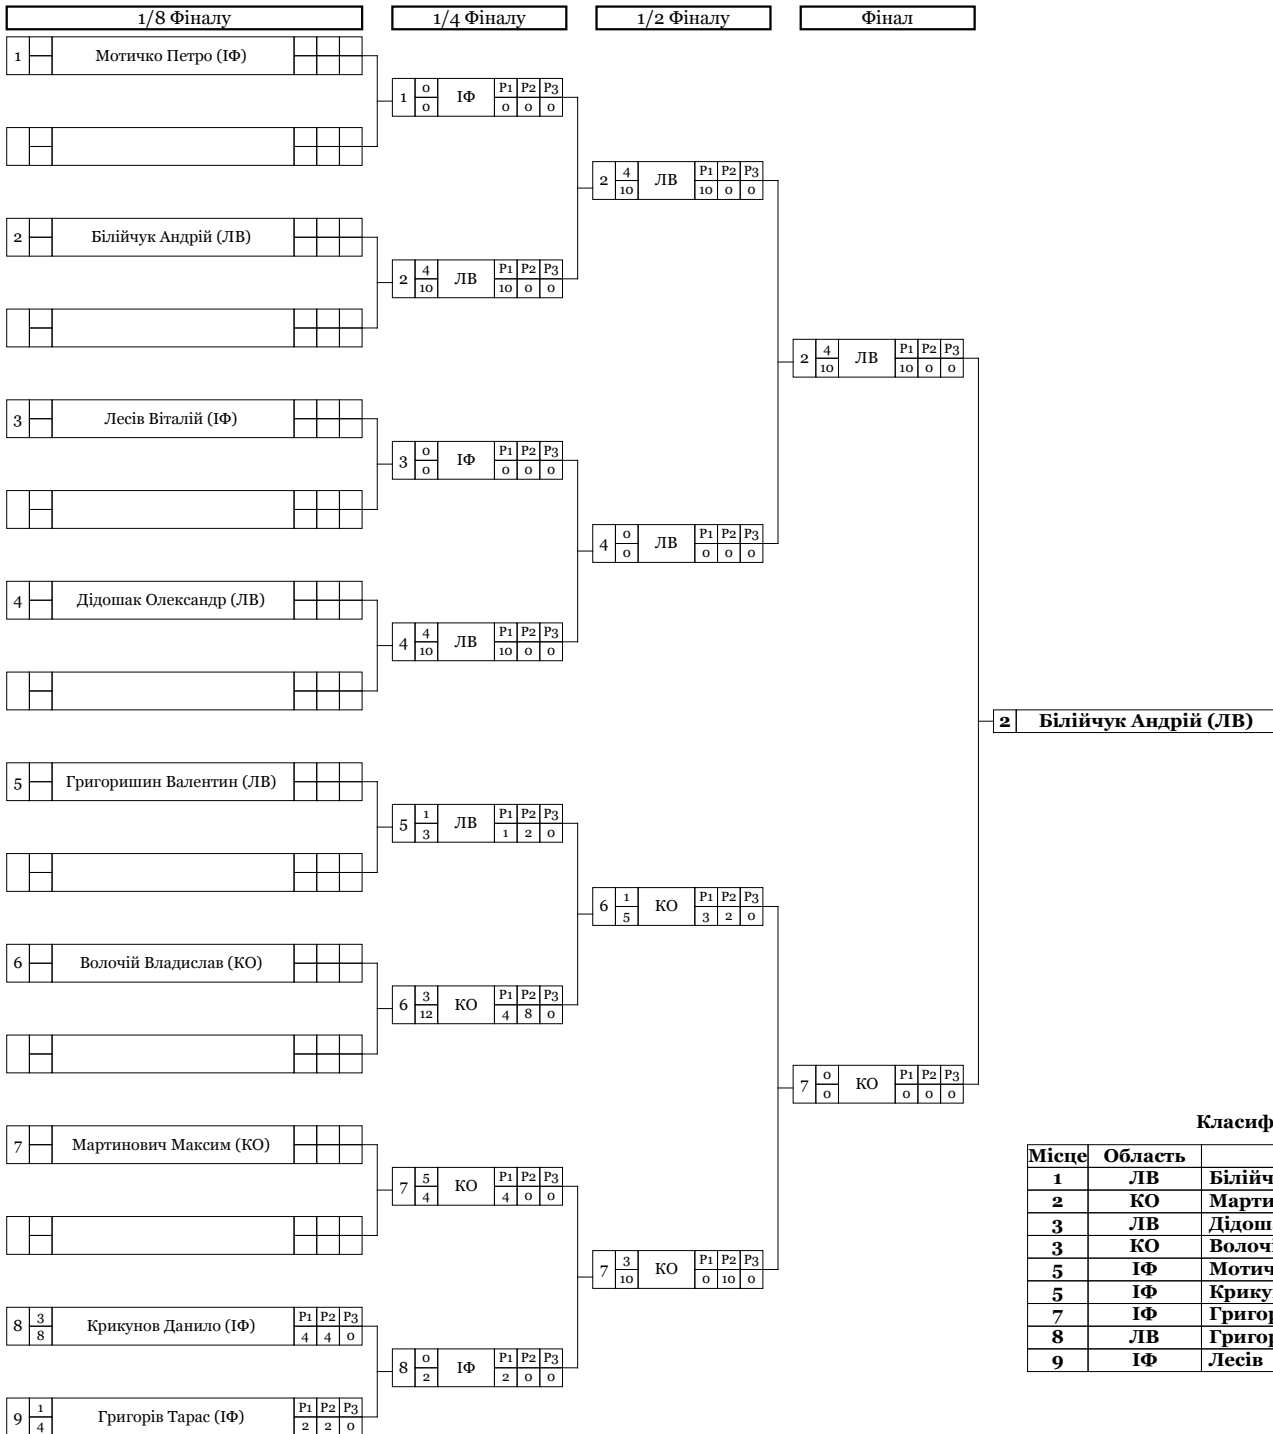 1/8 Фіналу 1/4 Фіналу 1/2 Фіналу Фінал
1 Мотичко Петро (ІФ)
1 0 0 ІФ P1 P2 P3 0 0 0
2 4 10 ЛВ P1 P2 P3 10 0 0
2 Білійчук Андрій (ЛВ)
2 4 10 ЛВ P1 P2 P3 10 0 0
2 4 10 ЛВ P1 P2 P3 10 0 0
3 Лесів Віталій (ІФ)
3 0 0 ІФ P1 P2 P3 0 0 0
4 0 0 ЛВ P1 P2 P3 0 0 0
4 Дідошак Олександр (ЛВ)
4 4 10 ЛВ P1 P2 P3 10 0 0
2 Білійчук Андрій (ЛВ)
5 Григоришин Валентин (ЛВ)
5 1 3 ЛВ P1 P2 P3 1 2 0
6 1 5 КО P1 P2 P3 3 2 0
6 Волочій Владислав (КО)
6 3 12 КО P1 P2 P3 4 8 0
7 0 0 КО P1 P2 P3 0 0 0
7 Мартинович Максим (КО)
7 5 4 КО P1 P2 P3 4 0 0
7 3 10 КО P1 P2 P3 0 10 0
8 3 8 Крикунов Данило (ІФ) P1 P2 P3 4 4 0
8 0 2 ІФ P1 P2 P3 2 0 0
9 1 4 Григорів Тарас (ІФ) P1 P2 P3 2 2 0
Класиф
Місце Область
1 ЛВ Білійч
2 КО Марти
3 ЛВ Дідош
3 КО Волочі
5 ІФ Мотич
5 ІФ Крику
7 ІФ Григор
8 ЛВ Григор
9 ІФ Лесів